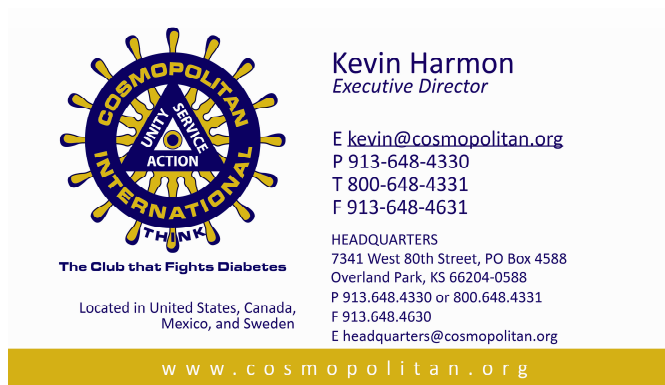 COSMOPOLITAN
INTERNATIONAL
UNITY
SERVICE
ACTION
THINK
The Club that Fights Diabetes
Located in United States, Canada,
Mexico, and Sweden
Kevin Harmon
Executive Director
E kevin@cosmopolitan.org
P 913-648-4330
T 800-648-4331
F 913-648-4631
HEADQUARTERS
7341 West 80th Street, PO Box 4588
Overland Park, KS 66204-0588
P 913.648.4330 or 800.648.4331
F 913.648.4630
E headquarters@cosmopolitan.org
www.cosmopolitan.org